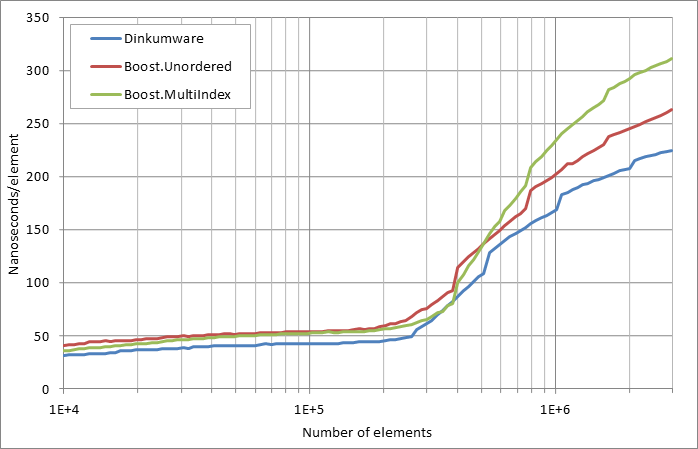 350
300
250
200
150
100
50
0
Nanoseconds/element
Dinkumware
Boost.Unordered
Boost.MultiIndex
1E+4
1E+5
1E+6
Number of elements